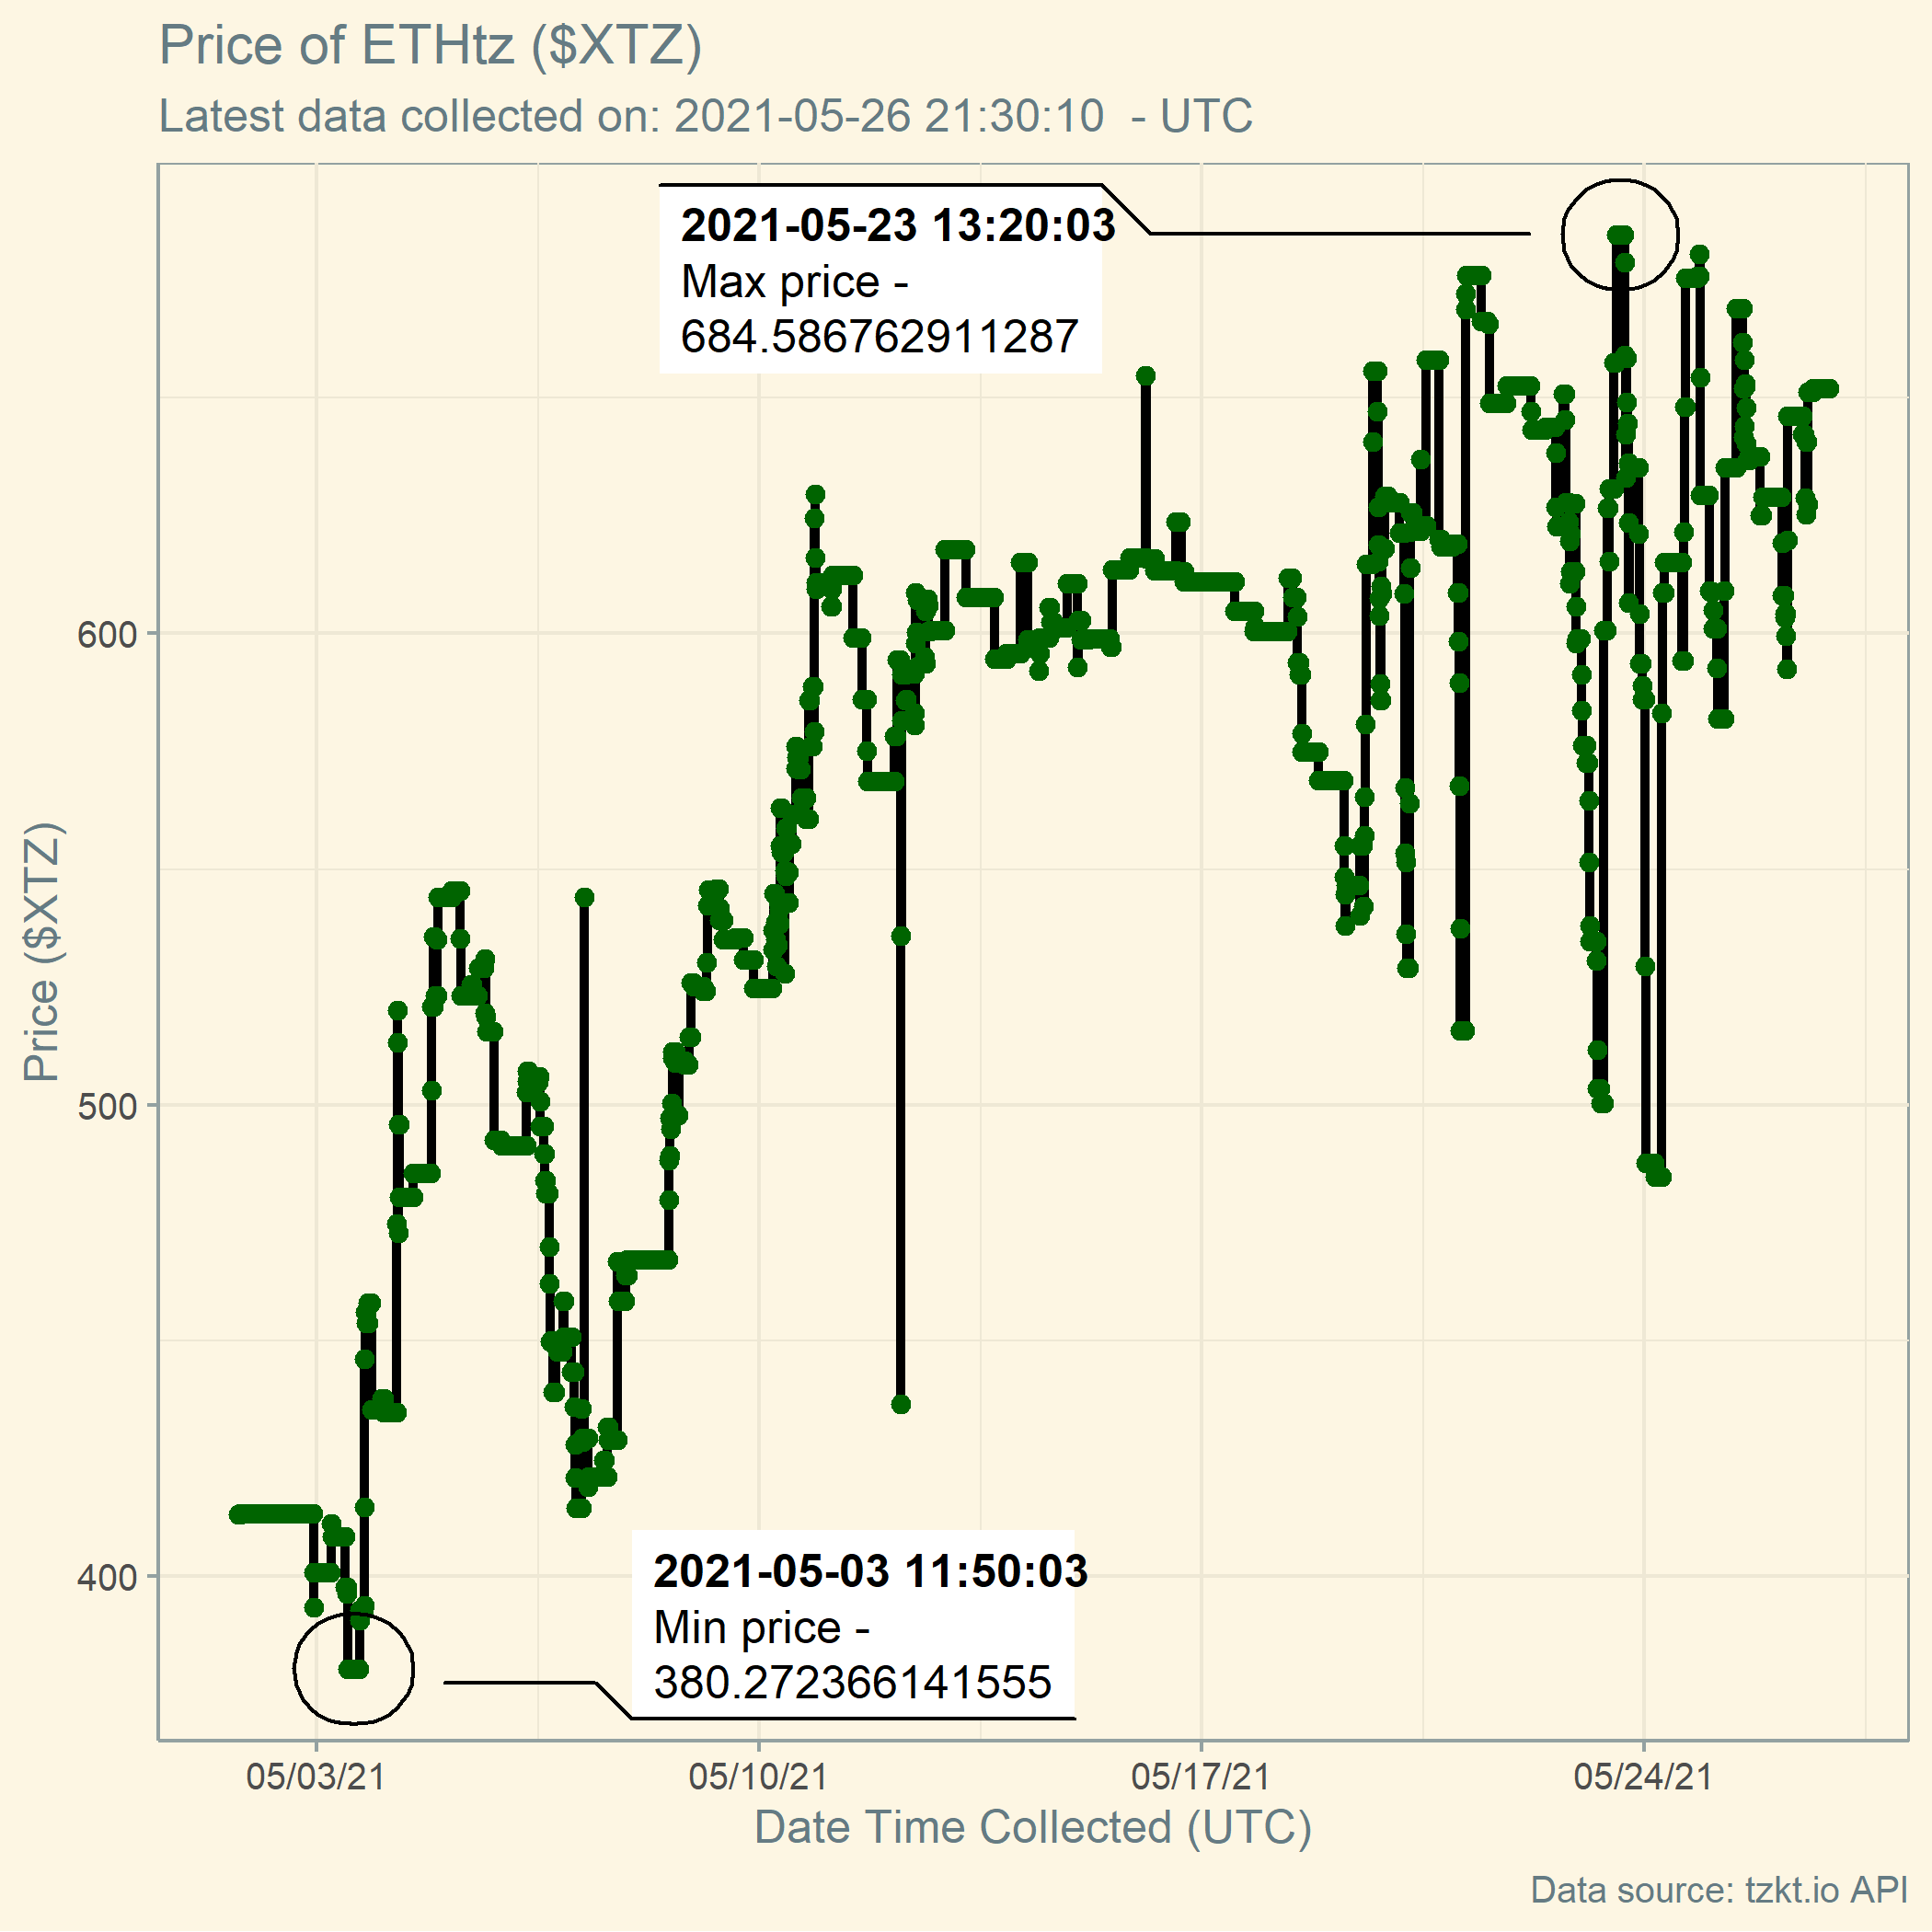 Price of ETHtz ($XTZ)
Latest data collected on: 2021-05-26 21:30:10  - UTC
2021-05-23 13:20:03
Max price -
684.586762911287
600
500
400
Price ($XTZ)
2021-05-03 11:50:03
Min price -
380.272366141555
05/03/21
05/10/21
05/17/21
05/24/21
Date Time Collected (UTC)
Data source: tzkt.io API